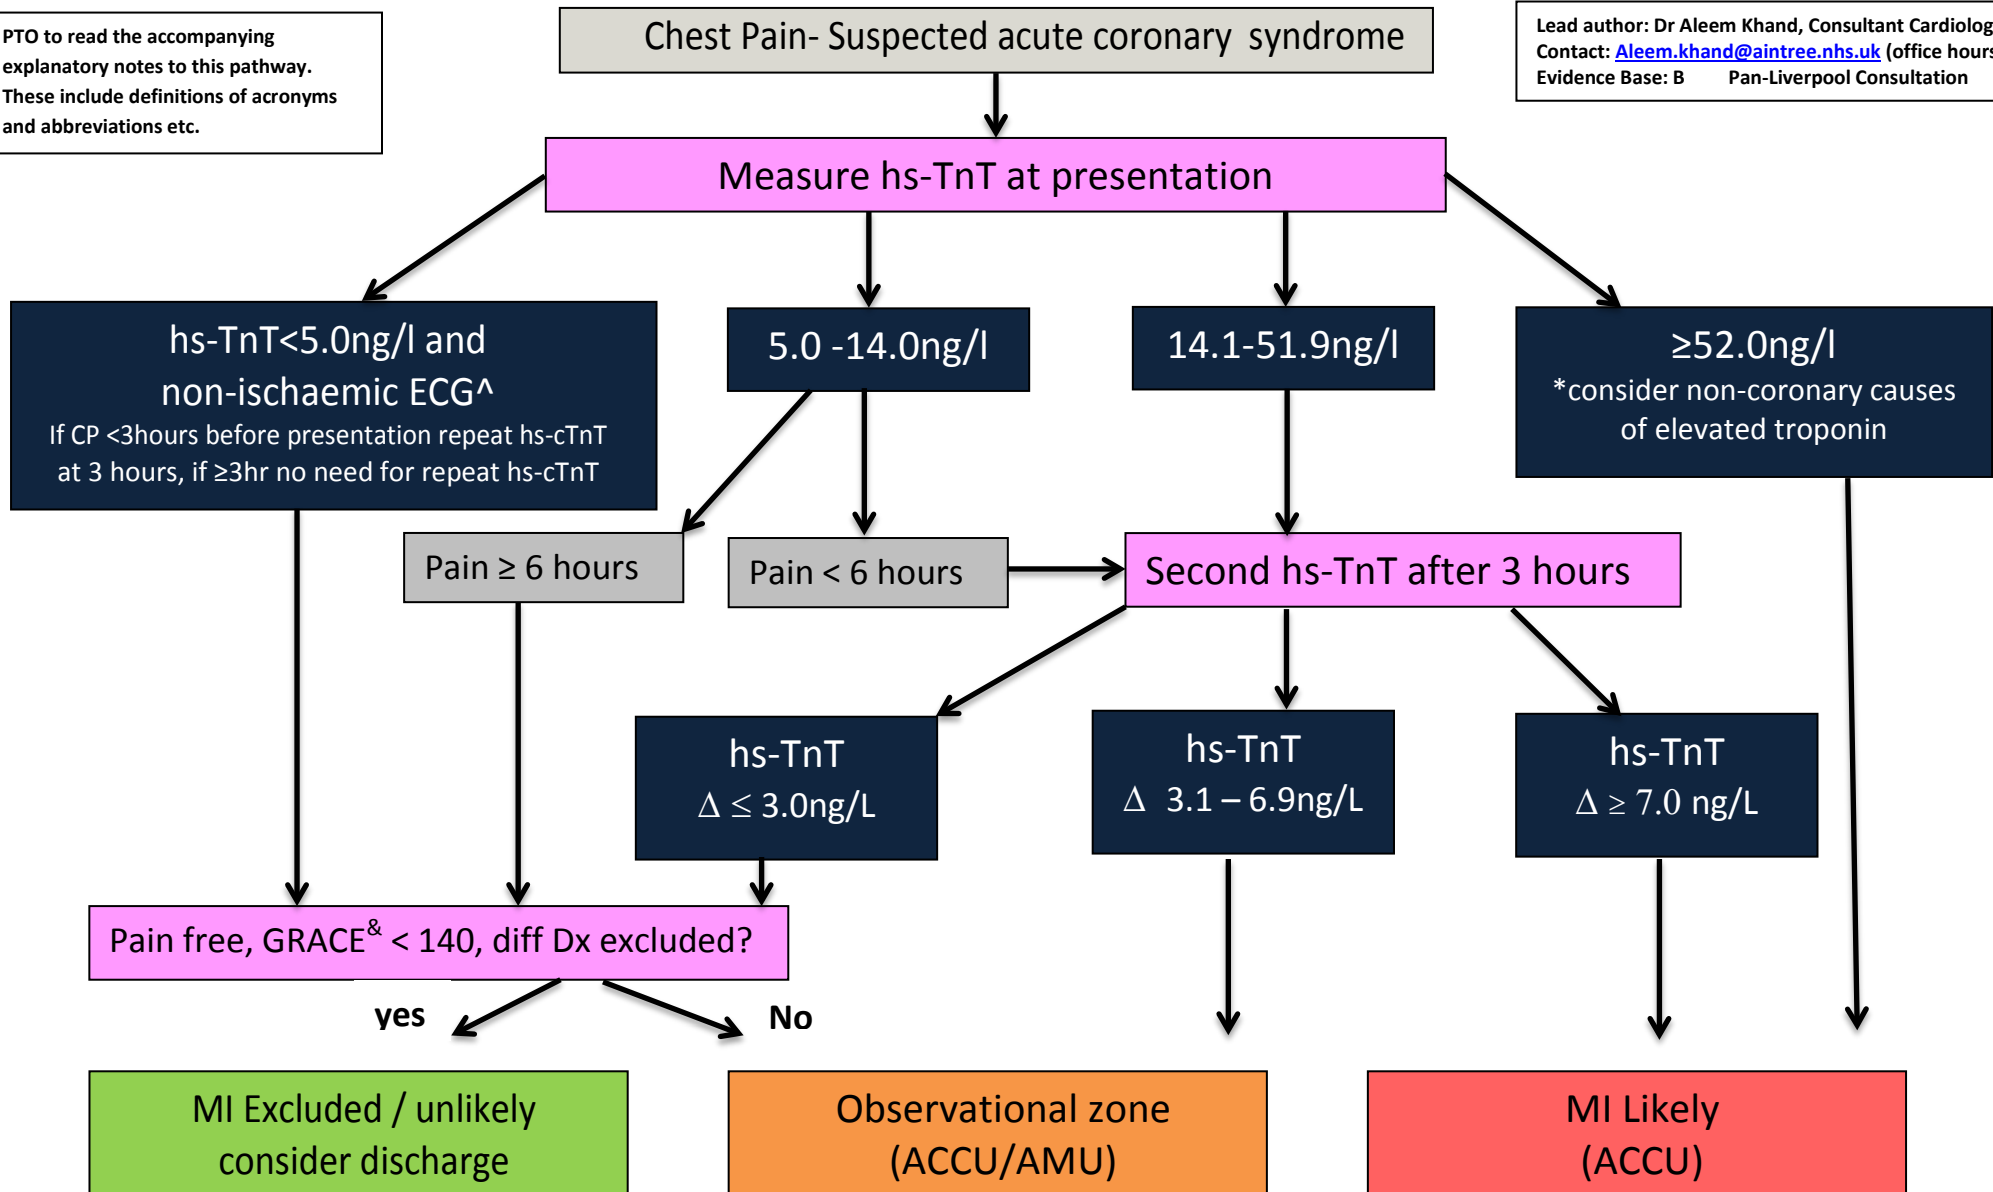 PTO to read the accompanying
explanatory notes to this pathway.
These include definitions of acronyms
and abbreviations etc.
Chest Pain- Suspected acute coronary syndrome
Lead author: Dr Aleem Khand, Consultant Cardiolog
Contact: Aleem.khand@aintree.nhs.uk (office hours
Evidence Base: B Pan-Liverpool Consultation
Measure hs-TnT at presentation
hs-TnT<5.0ng/l and
non-ischaemic ECG^
If CP <3hours before presentation repeat hs-cTnT
at 3 hours, if ≥3hr no need for repeat hs-cTnT
5.0 -14.0ng/l
14.1-51.9ng/l
≥52.0ng/l
*consider non-coronary causes
of elevated troponin
Pain ≥ 6 hours
Pain < 6 hours
Second hs-TnT after 3 hours
hs-TnT
Δ ≤ 3.0ng/L
hs-TnT
Δ 3.1 – 6.9ng/L
hs-TnT
Δ ≥ 7.0 ng/L
Pain free, GRACE& < 140, diff Dx excluded?
yes
No
MI Excluded / unlikely
consider discharge
Observational zone
(ACCU/AMU)
MI Likely
(ACCU)